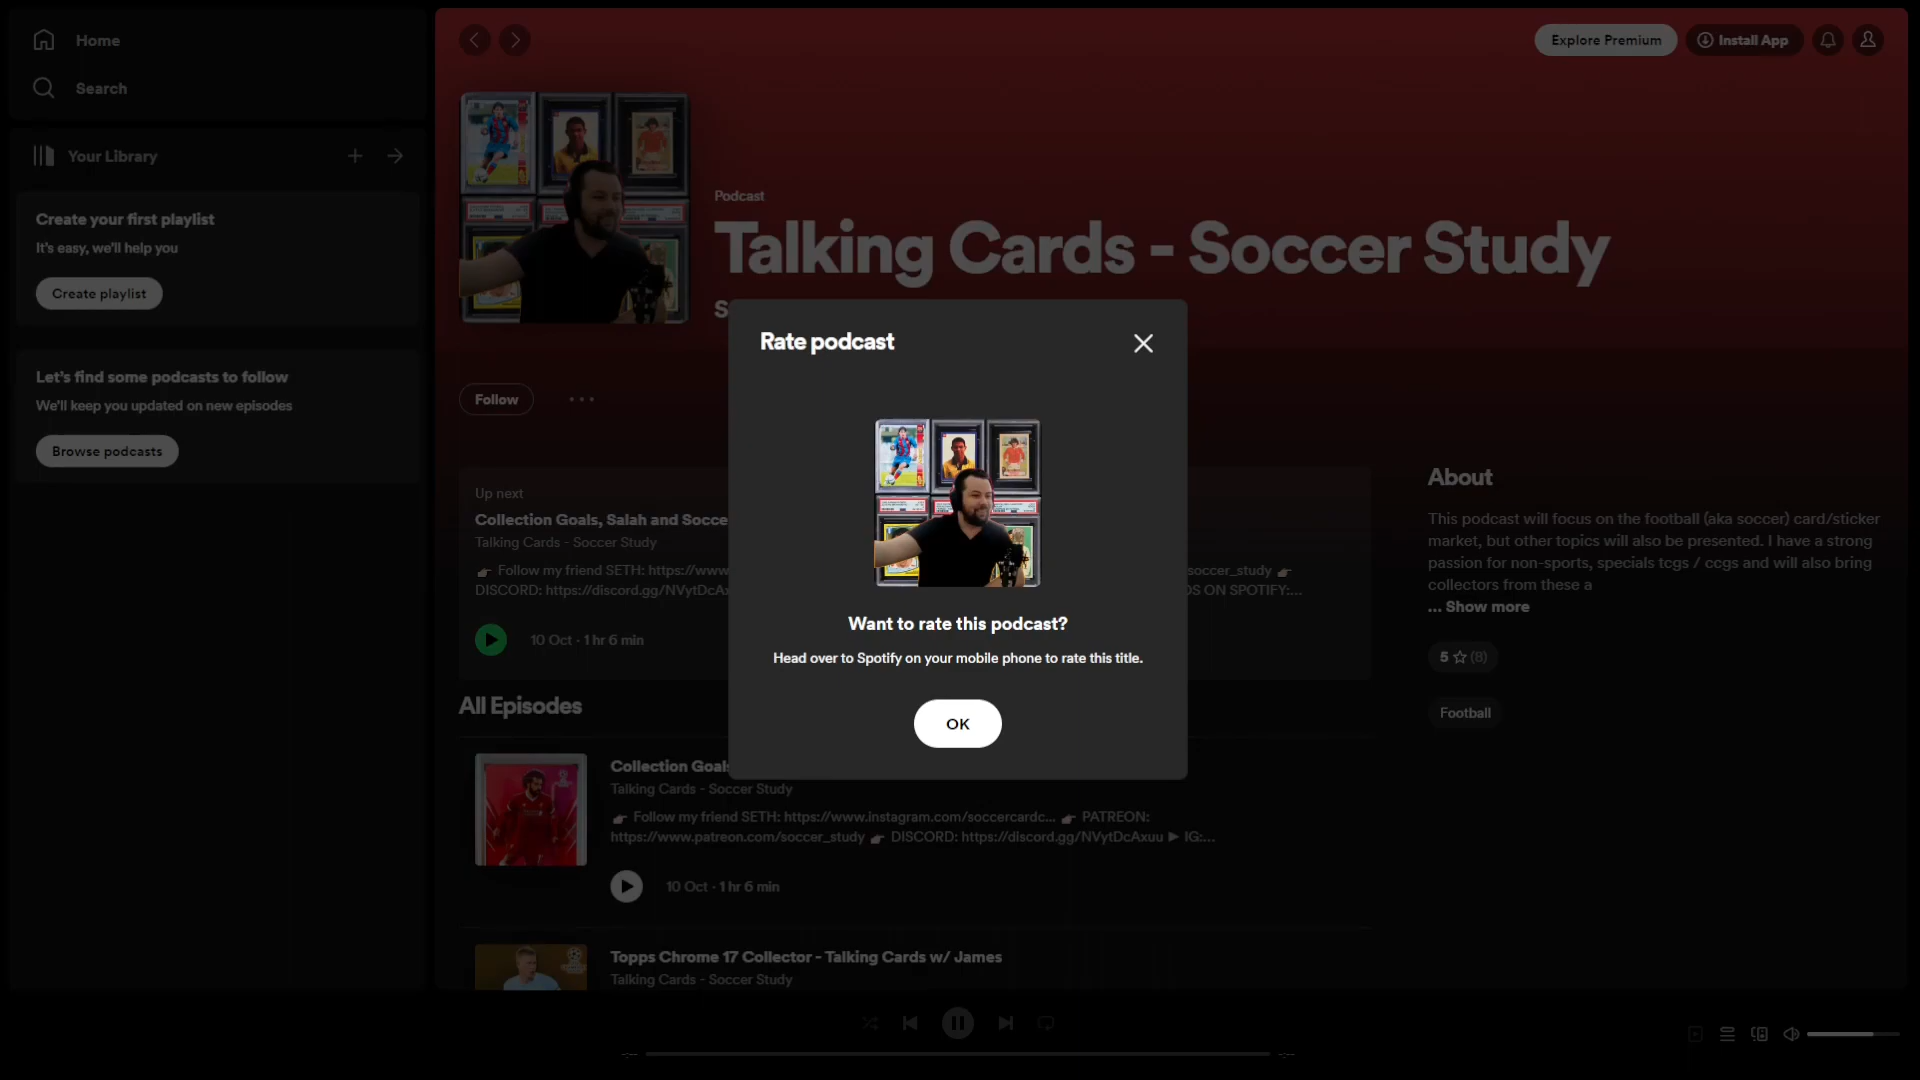 Home
Search
Your Library
Create your first playlist
It's easy, we'll help you
Create playlist
Let's find some podcasts to follow
We'll keep you updated on new episodes
Browse podcasts
Explore Premium
Install App
Podcast
Talking Cards - Soccer Study
S
Follow
Rate podcast
Want to rate this podcast?
Head over to Spotify on your mobile phone to rate this title.
OK
Up next
Collection Goals, Salah and Socce
Talking Cards - Soccer Study
Follow my friend SETH: https://www soccer_study
DISCORD: https://discord.gg/NVytDcA S ON SPOTIFY:...
10 Oct · 1 hr 6 min
All Episodes
Collection Goals
Talking Cards - Soccer Study
Follow my friend SETH: https://www.instagram.com/soccercardc... PATREON:
https://www.patreon.com/soccer_study DISCORD: https://discord.gg/NVytDcAxuu ▶ IG:...
10 Oct · 1 hr 6 min
Topps Chrome 17 Collector - Talking Cards w/ James
Talking Cards - Soccer Study
About
This podcast will focus on the football (aka soccer) card/sticker
market, but other topics will also be presented. I have a strong
passion for non-sports, specials tcgs / ccgs and will also bring
collectors from these a
... Show more
5 (8)
Football
-:--
-:--